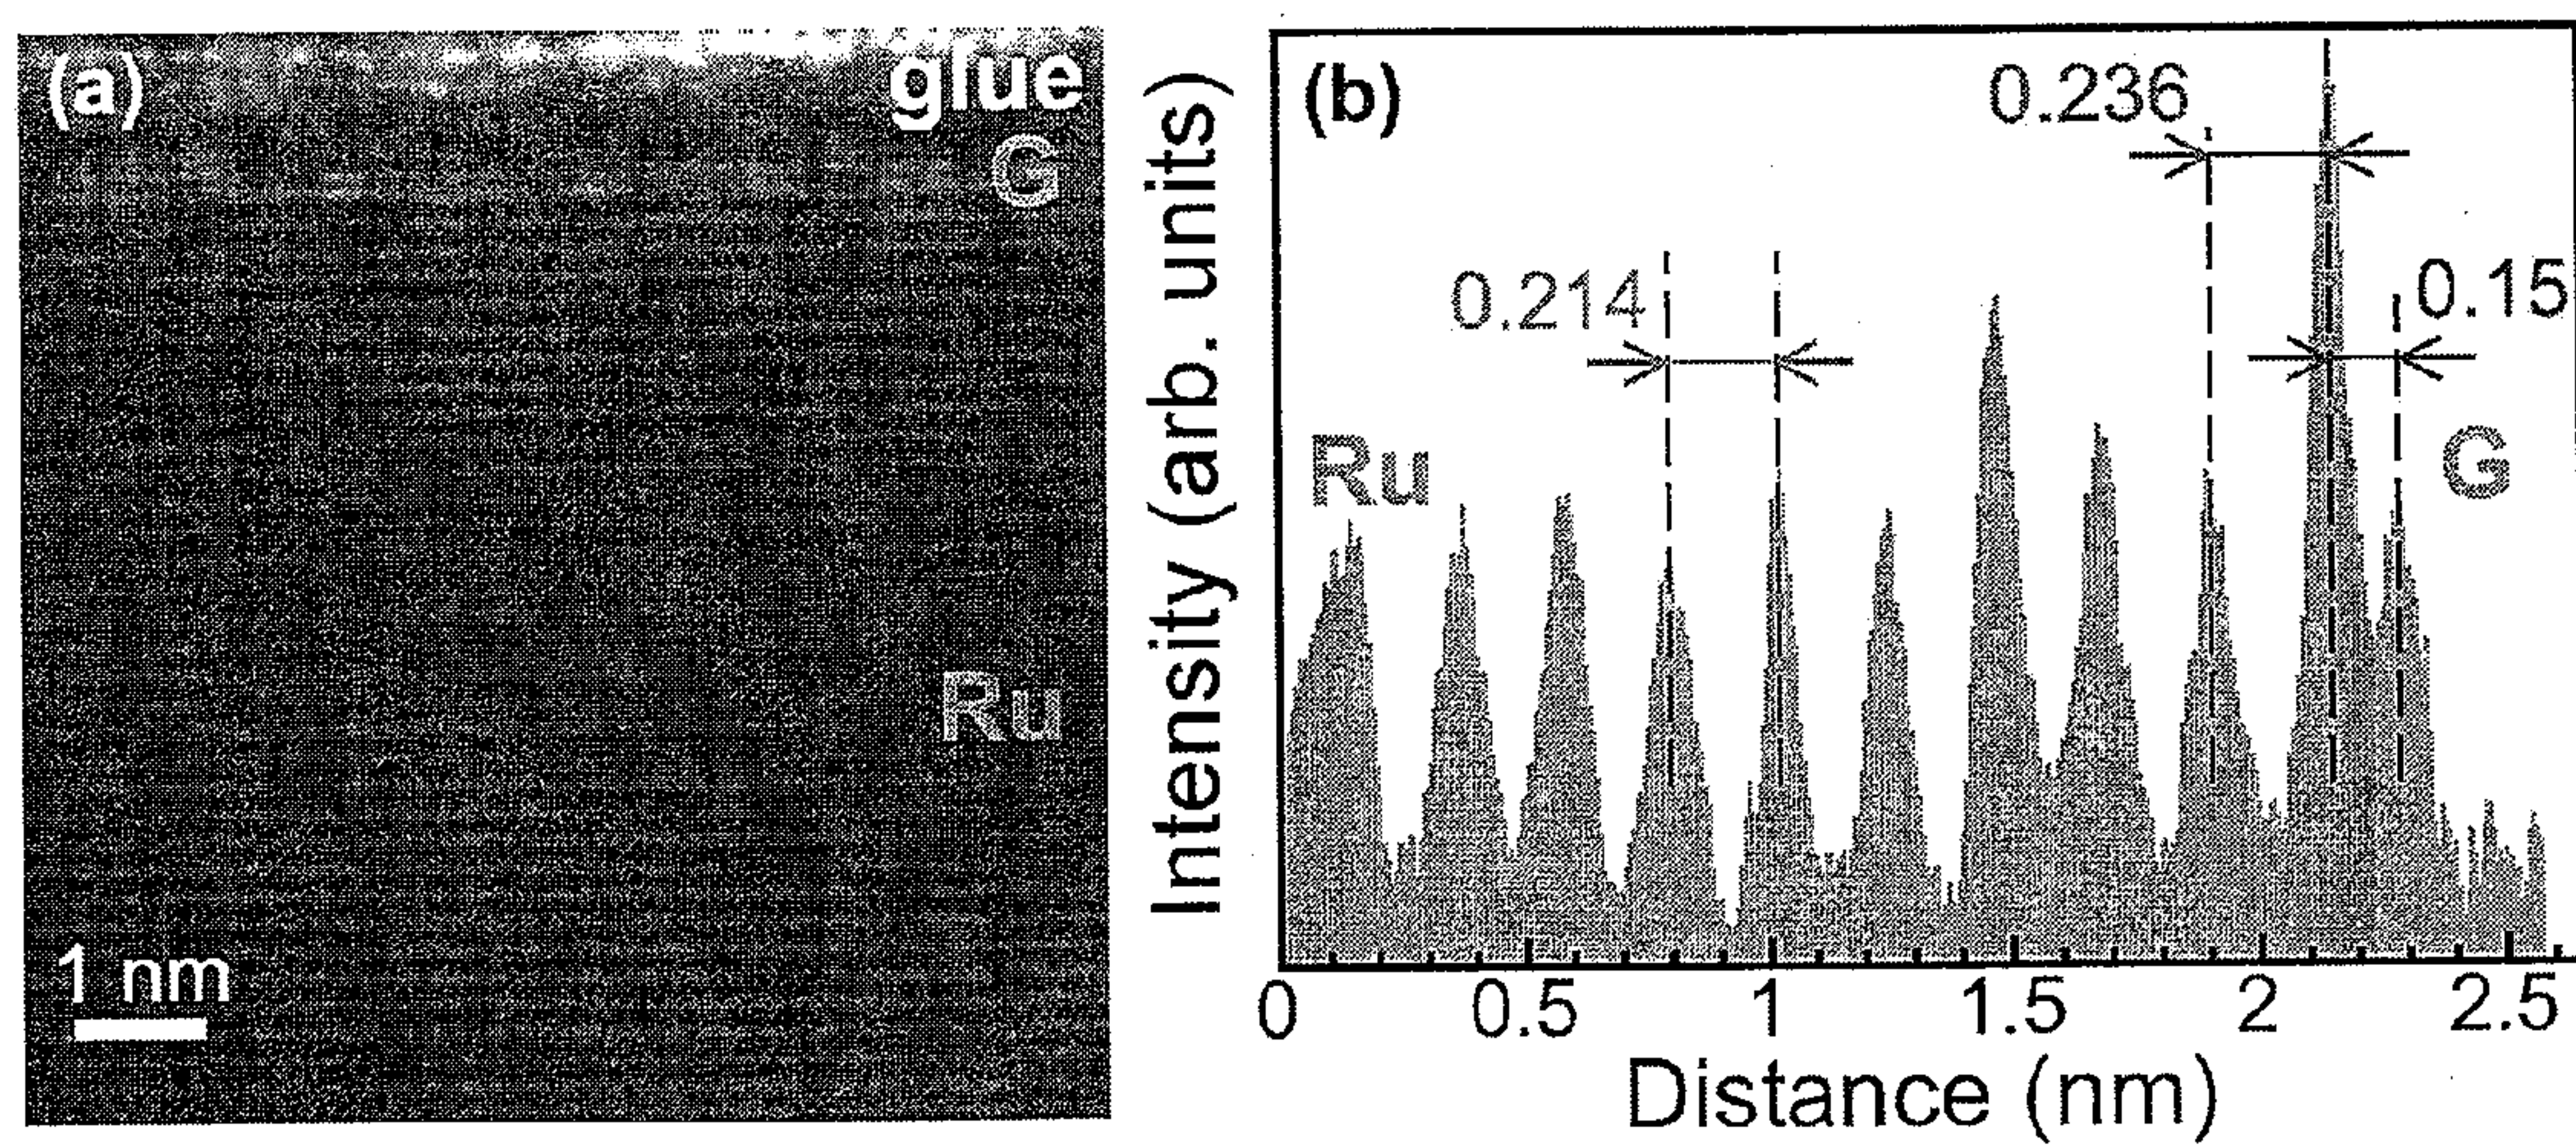 (a)
glue
G
Ru
1 nm
(b)
0.236
0.214
0.15
Ru
G
Intensity (arb. units)
0 0.5 1 1.5 2 2.5
Distance (nm)